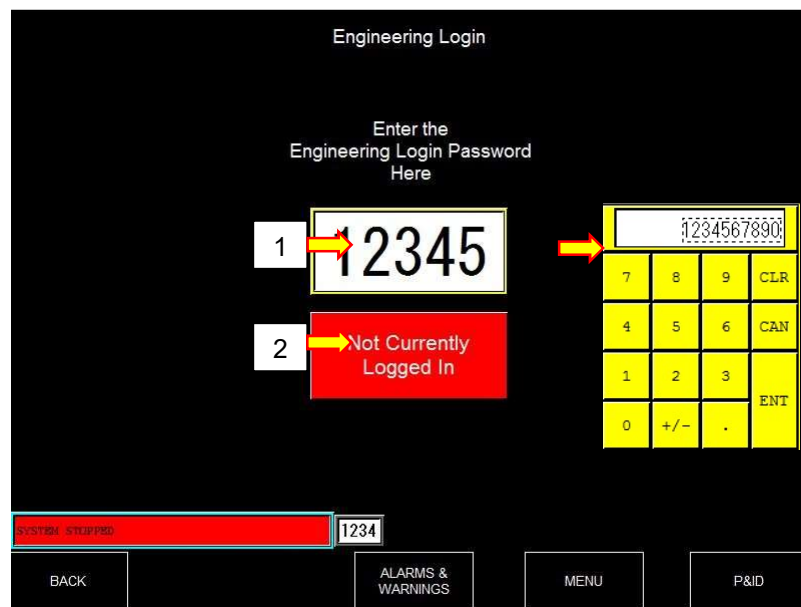 Engineering Login
Enter the
Engineering Login Password
Here
1
12345
1234567890
7 8 9 CLR
4 5 6 CAN
1 2 3
ENT
0 +/- .
2
Not Currently
Logged In
SYSTEM STOPPED
1234
BACK
ALARMS &
WARNINGS
MENU
P&ID